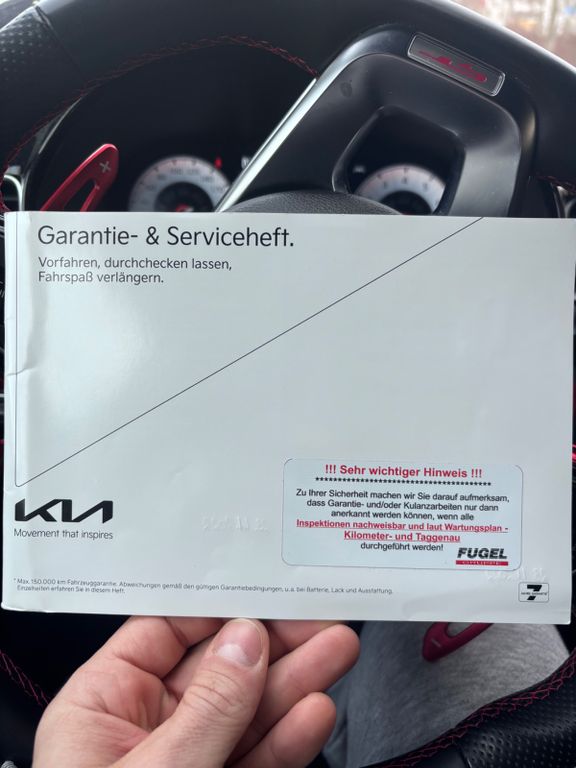 Garantie- & Serviceheft.
Vorfahren, durchchecken lassen,
Fahrspaß verlängern.
!!! Sehr wichtiger Hinweis !!!
Zu Ihrer Sicherheit machen wir Sie darauf aufmerksam,
dass Garantie- und/oder Kulanzarbeiten nur dann
anerkannt werden können, wenn alle
Inspektionen nachweisbar und laut Wartungsplan -
Kilometer- und Taggenau
durchgeführt werden!
FUGEL
KIA
Movement that inspires
* Max. 150.000 km Fahrzeuggarantie. Abweichungen gemäß den gültigen Garantiebedingungen, u.a. bei Batterie, Lack und Ausstattung.
Einzelheiten erfahren Sie in diesem Heft.
7